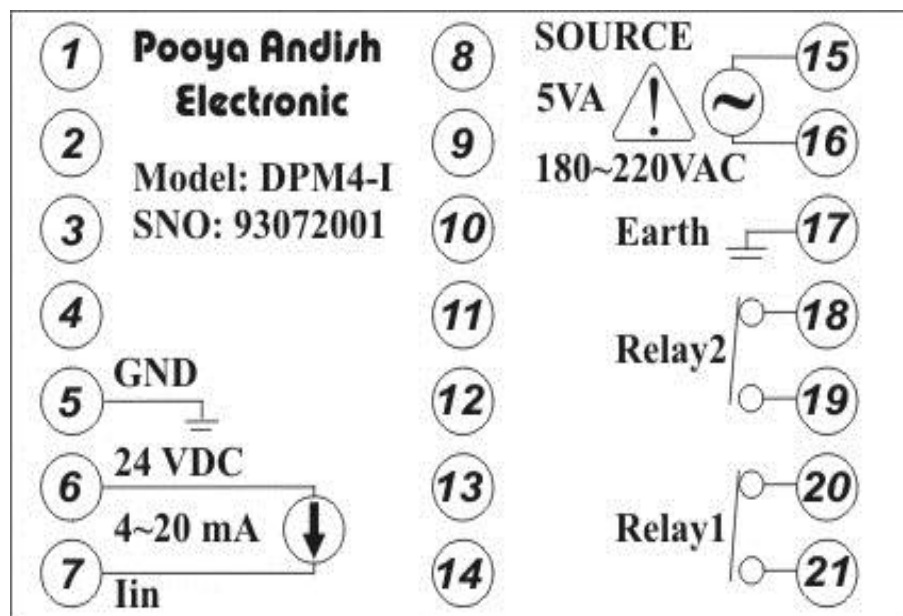 1
Pooya Andish
Electronic
2
Model: DPM4-I
3
SNO: 93072001
4
5
GND
6
24 VDC
4~20 mA
7
Iin
8
9
10
11
12
13
14
SOURCE
15
5VA
!
~
16
180~220VAC
Earth
17
18
Relay2
19
20
Relay1
21